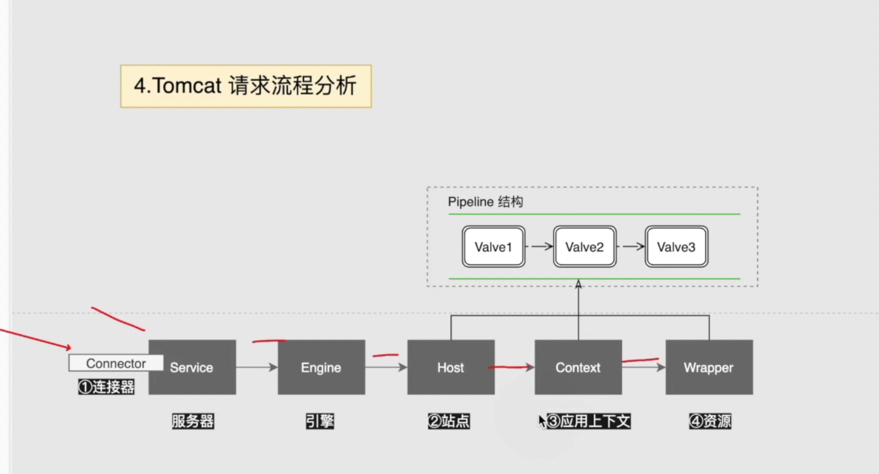 4.Tomcat 请求流程分析
Pipeline 结构
Valve1
Valve2
Valve3
Connector
Service
Engine
Host
Context
Wrapper
①连接器
服务器
引擎
②站点
③应用上下文
④资源